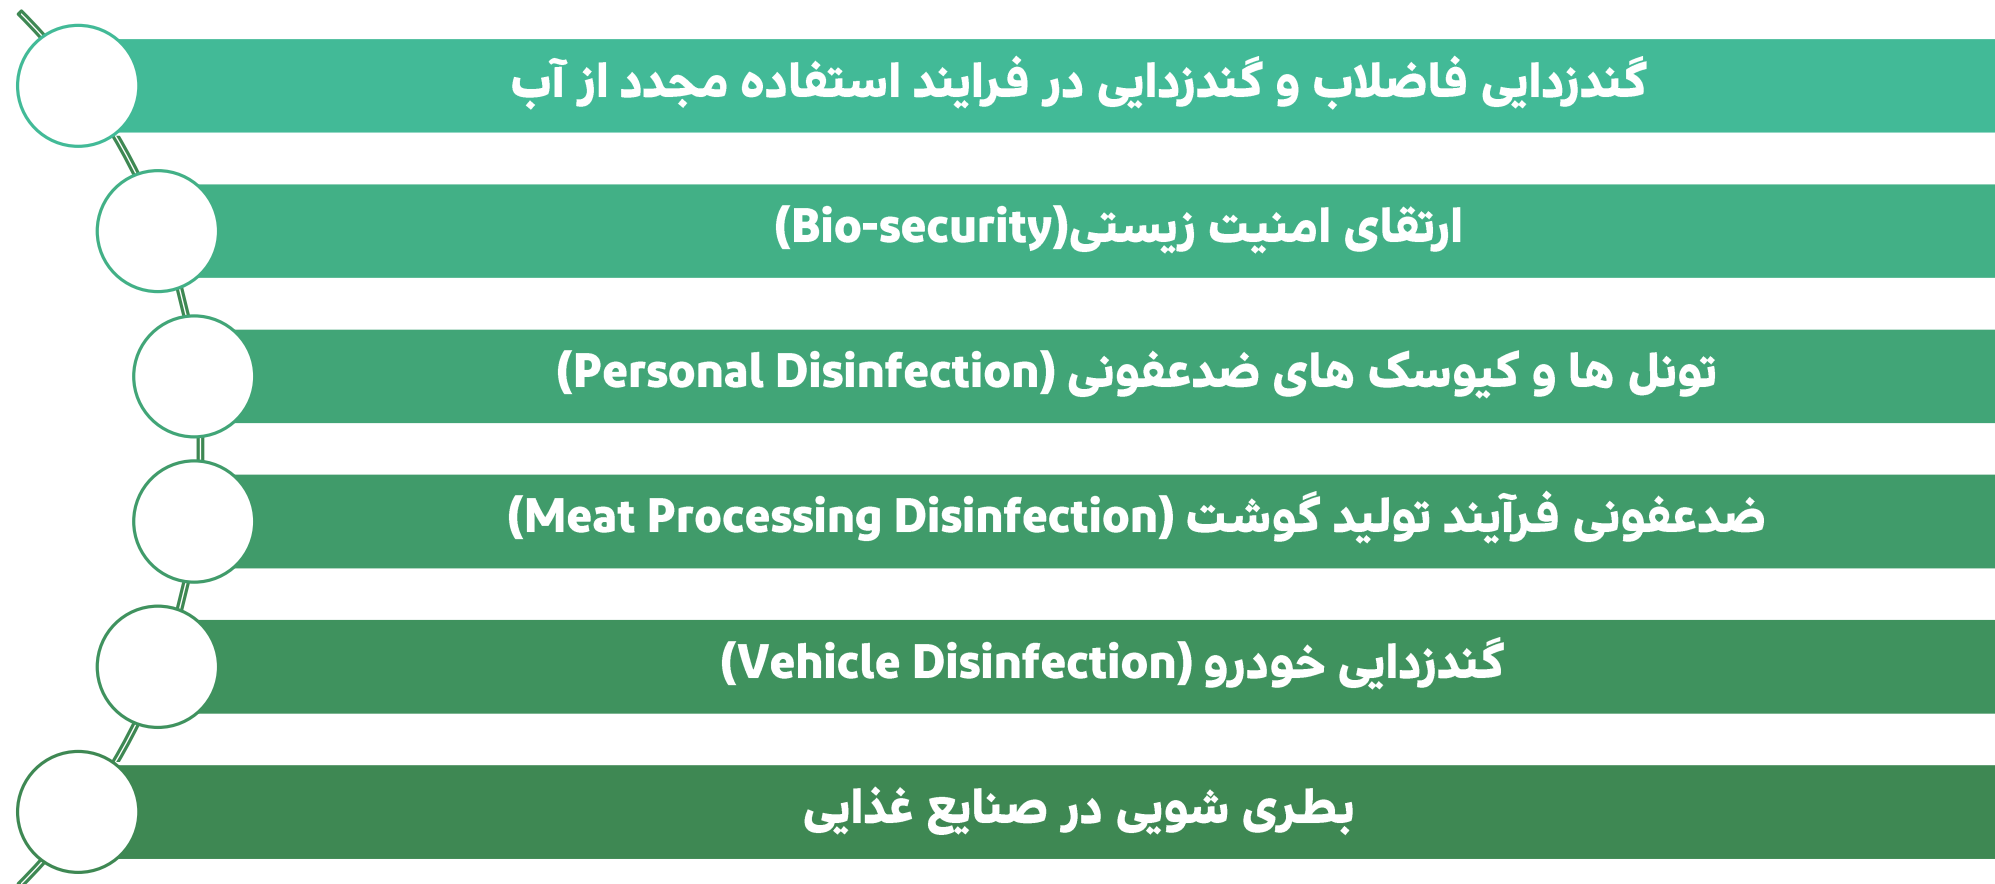 گندزدایی فاضلاب و گندزدایی در فرایند استفاده مجدد از آب
ارتقای امنیت زیستی(Bio-security)
تونل ها و کیوسک های ضدعفونی (Personal Disinfection)
ضدعفونی فرآیند تولید گوشت (Meat Processing Disinfection)
گندزدایی خودرو (Vehicle Disinfection)
بطری شویی در صنایع غذایی